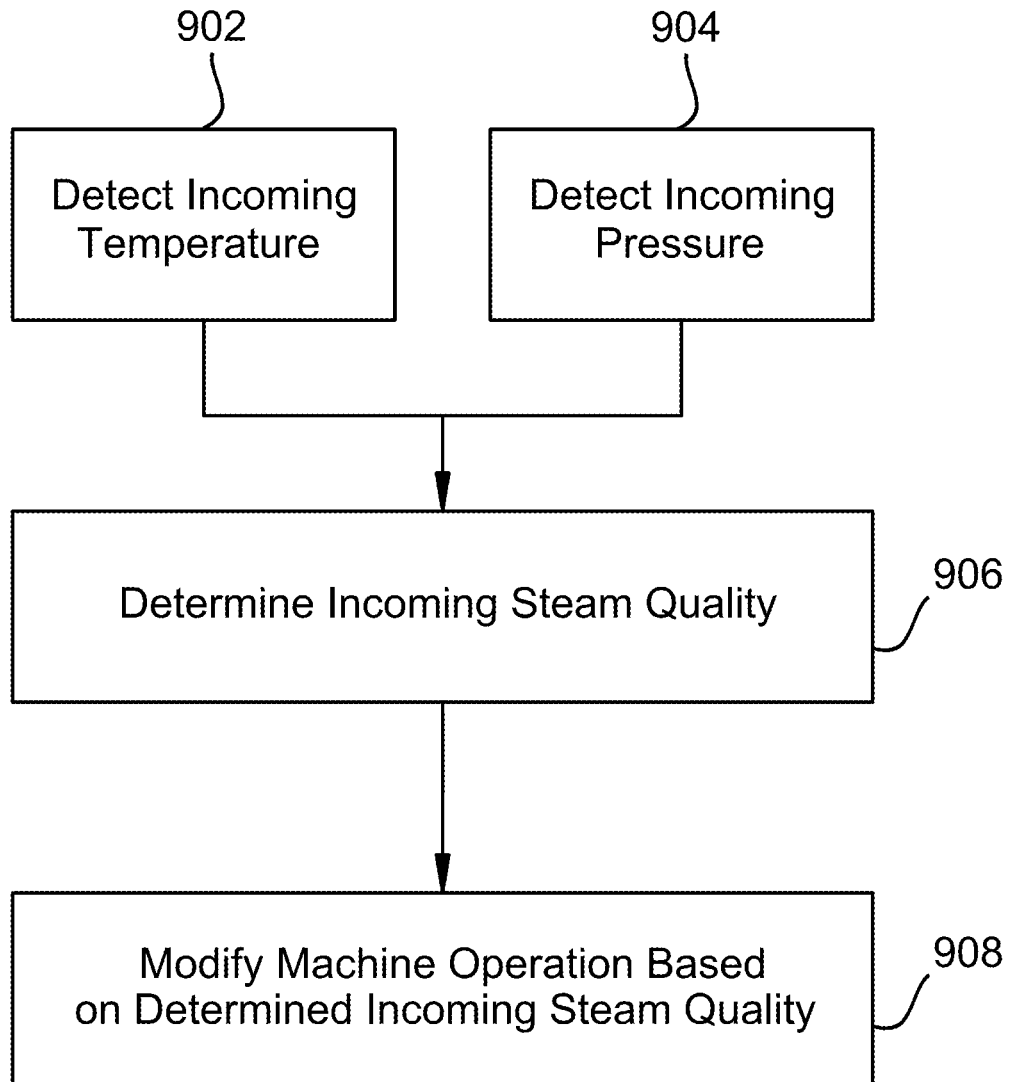 902
904
Detect Incoming
Temperature
Detect Incoming
Pressure
Determine Incoming Steam Quality
906
Modify Machine Operation Based
on Determined Incoming Steam Quality
908